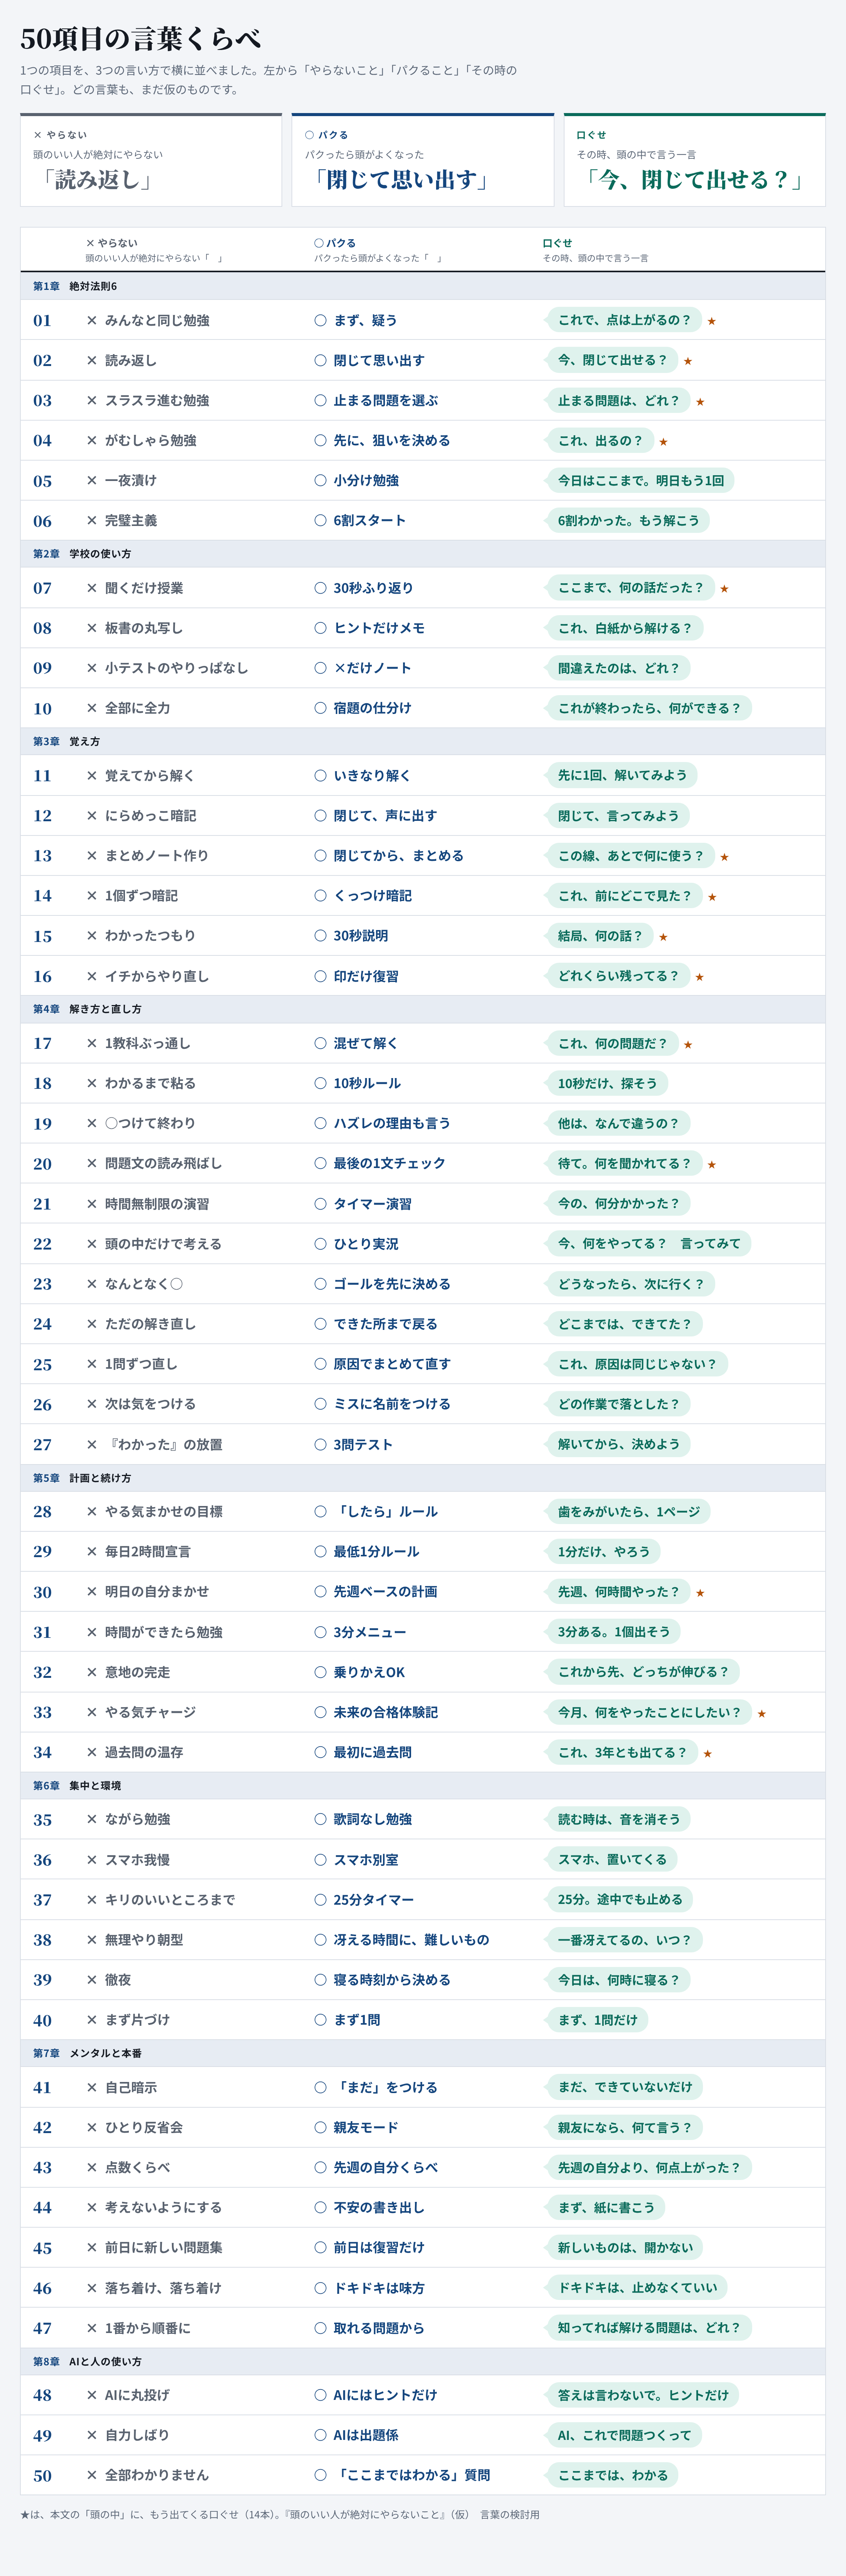 50項目の言葉くらべ
1つの項目を、3つの言い方で横に並べました。左から「やらないこと」「パクること」「その時の
口ぐせ」。どの言葉も、まだ仮のものです。
× やらない
頭のいい人が絶対にやらない
「読み返し」
〇 パクる
パクったら頭がよくなった
「閉じて思い出す」
口ぐせ
その時、頭の中で言う一言
「今、閉じて出せる？」
× やらない 〇 パクる 口ぐせ
頭のいい人が絶対にやらない「　」 パクったら頭がよくなった「　」 その時、頭の中で言う一言
第1章 絶対法則6
01 × みんなと同じ勉強 〇 まず、疑う これで、点は上がるの？ ★
02 × 読み返し 〇 閉じて思い出す 今、閉じて出せる？ ★
03 × スラスラ進む勉強 〇 止まる問題を選ぶ 止まる問題は、どれ？ ★
04 × がむしゃら勉強 〇 先に、狙いを決める これ、出るの？ ★
05 × 一夜漬け 〇 小分け勉強 今日はここまで。明日もう1回
06 × 完璧主義 〇 6割スタート 6割わかった。もう解こう
第2章 学校の使い方
07 × 聞くだけ授業 〇 30秒ふり返り ここまで、何の話だった？ ★
08 × 板書の丸写し 〇 ヒントだけメモ これ、白紙から解ける？
09 × 小テストのやりっぱなし 〇 ×だけノート 間違えたのは、どれ？
10 × 全部に全力 〇 宿題の仕分け これが終わったら、何ができる？
第3章 覚え方
11 × 覚えてから解く 〇 いきなり解く 先に1回、解いてみよう
12 × にらめっこ暗記 〇 閉じて、声に出す 閉じて、言ってみよう
13 × まとめノート作り 〇 閉じてから、まとめる この線、あとで何に使う？ ★
14 × 1個ずつ暗記 〇 くっつけ暗記 これ、前にどこで見た？ ★
15 × わかったつもり 〇 30秒説明 結局、何の話？ ★
16 × イチからやり直し 〇 印だけ復習 どれくらい残ってる？ ★
第4章 解き方と直し方
17 × 1教科ぶっ通し 〇 混ぜて解く これ、何の問題だ？ ★
18 × わかるまで粘る 〇 10秒ルール 10秒だけ、探そう
19 × 〇つけて終わり 〇 ハズレの理由も言う 他は、なんで違うの？
20 × 問題文の読み飛ばし 〇 最後の1文チェック 待て。何を聞かれてる？ ★
21 × 時間無制限の演習 〇 タイマー演習 今の、何分かかった？
22 × 頭の中だけで考える 〇 ひとり実況 今、何をやってる？　言ってみて
23 × なんとなく〇 〇 ゴールを先に決める どうなったら、次に行く？
24 × ただの解き直し 〇 できた所まで戻る どこまでは、できてた？
25 × 1問ずつ直し 〇 原因でまとめて直す これ、原因は同じじゃない？
26 × 次は気をつける 〇 ミスに名前をつける どの作業で落とした？
27 × 『わかった』の放置 〇 3問テスト 解いてから、決めよう
第5章 計画と続け方
28 × やる気まかせの目標 〇 「したら」ルール 歯をみがいたら、1ページ
29 × 毎日2時間宣言 〇 最低1分ルール 1分だけ、やろう
30 × 明日の自分まかせ 〇 先週ベースの計画 先週、何時間やった？ ★
31 × 時間ができたら勉強 〇 3分メニュー 3分ある。1個出そう
32 × 意地の完走 〇 乗りかえOK これから先、どっちが伸びる？
33 × やる気チャージ 〇 未来の合格体験記 今月、何をやったことにしたい？ ★
34 × 過去問の温存 〇 最初に過去問 これ、3年とも出てる？ ★
第6章 集中と環境
35 × ながら勉強 〇 歌詞なし勉強 読む時は、音を消そう
36 × スマホ我慢 〇 スマホ別室 スマホ、置いてくる
37 × キリのいいところまで 〇 25分タイマー 25分。途中でも止める
38 × 無理やり朝型 〇 冴える時間に、難しいもの 一番冴えてるの、いつ？
39 × 徹夜 〇 寝る時刻から決める 今日は、何時に寝る？
40 × まず片づけ 〇 まず1問 まず、1問だけ
第7章 メンタルと本番
41 × 自己暗示 〇 「まだ」をつける まだ、できていないだけ
42 × ひとり反省会 〇 親友モード 親友になら、何て言う？
43 × 点数くらべ 〇 先週の自分くらべ 先週の自分より、何点上がった？
44 × 考えないようにする 〇 不安の書き出し まず、紙に書こう
45 × 前日に新しい問題集 〇 前日は復習だけ 新しいものは、開かない
46 × 落ち着け、落ち着け 〇 ドキドキは味方 ドキドキは、止めなくていい
47 × 1番から順番に 〇 取れる問題から 知ってれば解ける問題は、どれ？
第8章 AIと人の使い方
48 × AIに丸投げ 〇 AIにはヒントだけ 答えは言わないで。ヒントだけ
49 × 自力しばり 〇 AIは出題係 AI、これで問題つくって
50 × 全部わかりません 〇 「ここまではわかる」質問 ここまでは、わかる
★は、本文の「頭の中」に、もう出てくる口ぐせ（14本）。『頭のいい人が絶対にやらないこと』（仮）　言葉の検討用